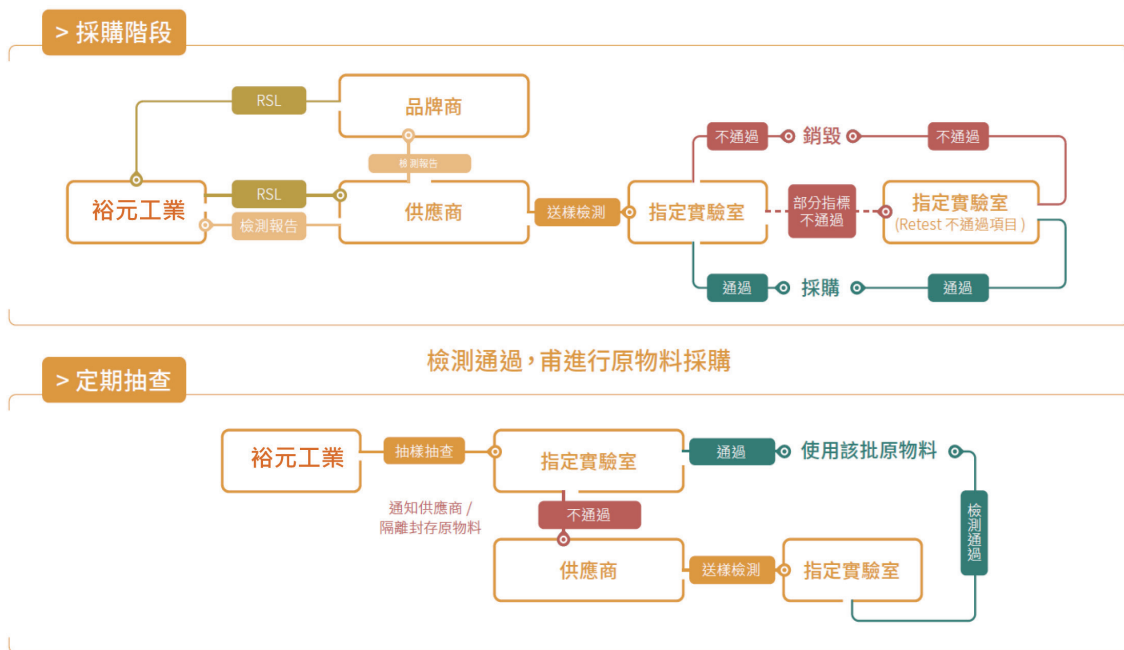 > 採購階段
RSL
品牌商
檢測報告
裕元工業
RSL
檢測報告
供應商
送樣檢測
指定實驗室
不通過
銷毀
不通過
部分指標
不通過
指定實驗室
(Retest 不通過項目)
通過
採購
通過
檢測通過,甫進行原物料採購
> 定期抽查
裕元工業
抽樣抽查
指定實驗室
通過
使用該批原物料
通知供應商 /
隔離封存原物料
不通過
供應商
送樣檢測
指定實驗室
檢測通過